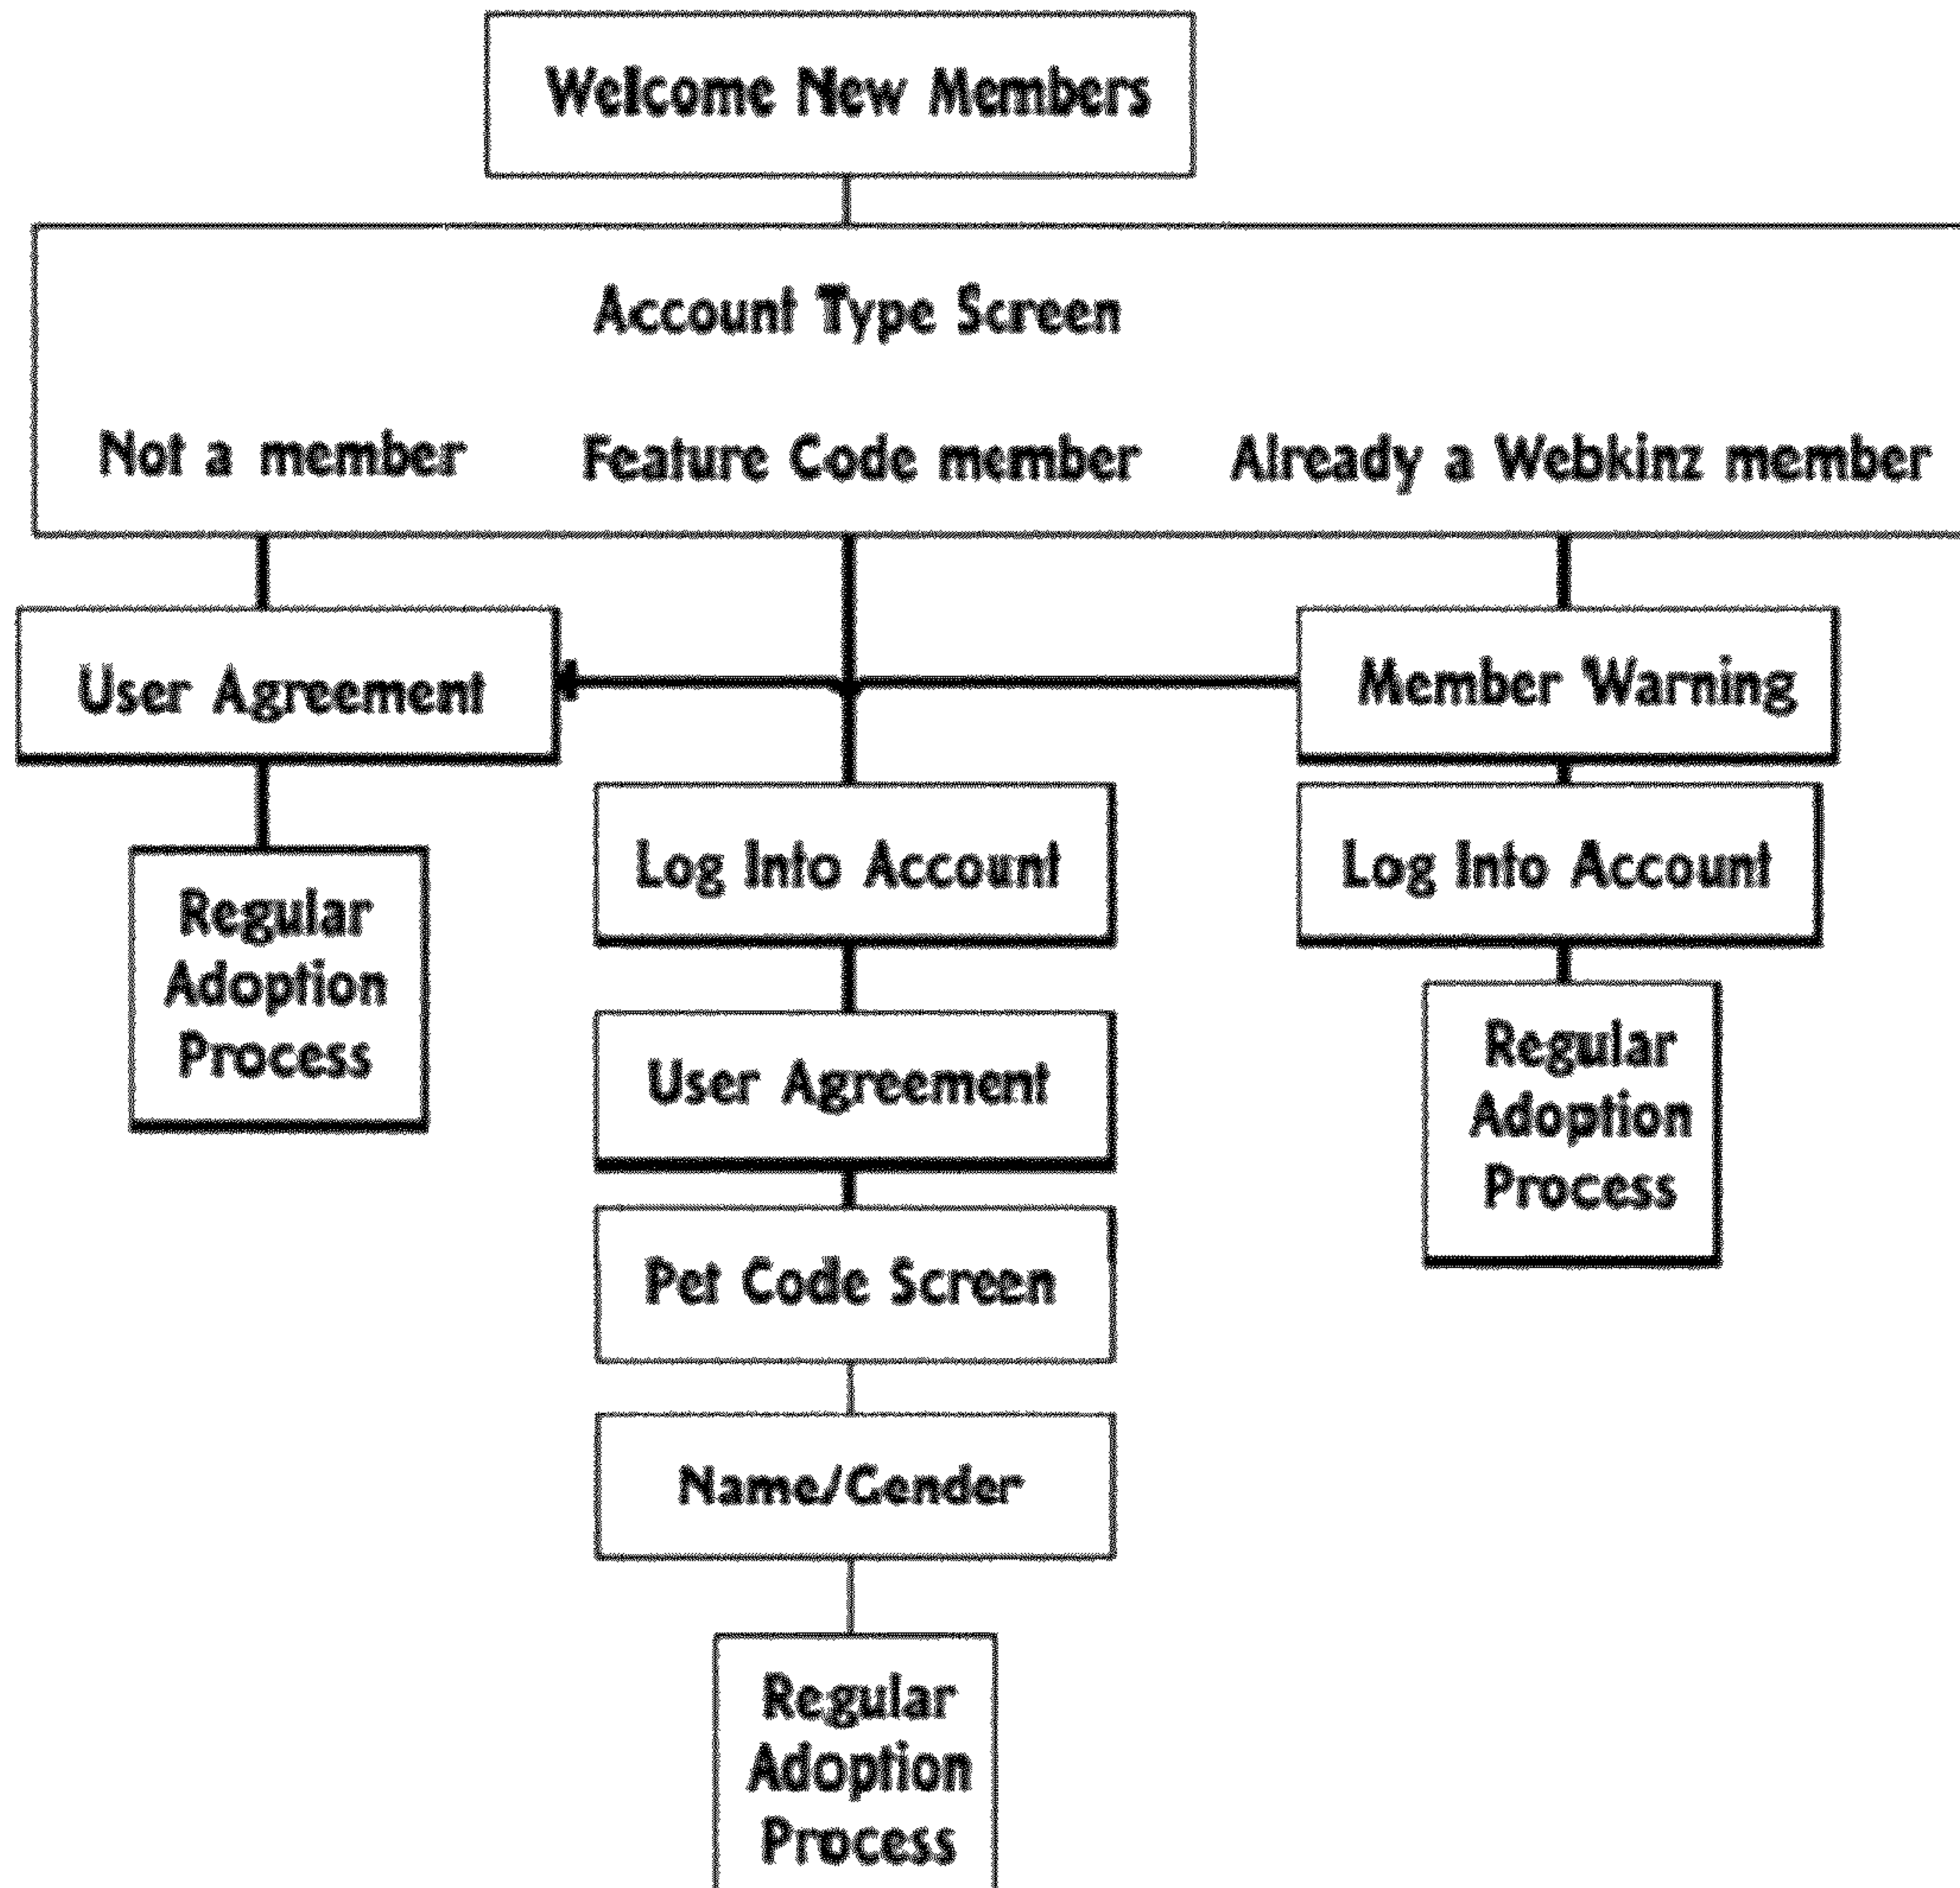 Welcome New Members
Account Type Screen
Not a member Feature Code member Already a Webkinz member
User Agreement Member Warning
Log Into Account Log Into Account
Regular
Adoption
Process
User Agreement
Regular
Adoption
Process
Pet Code Screen
Name/Gender
Regular
Adoption
Process